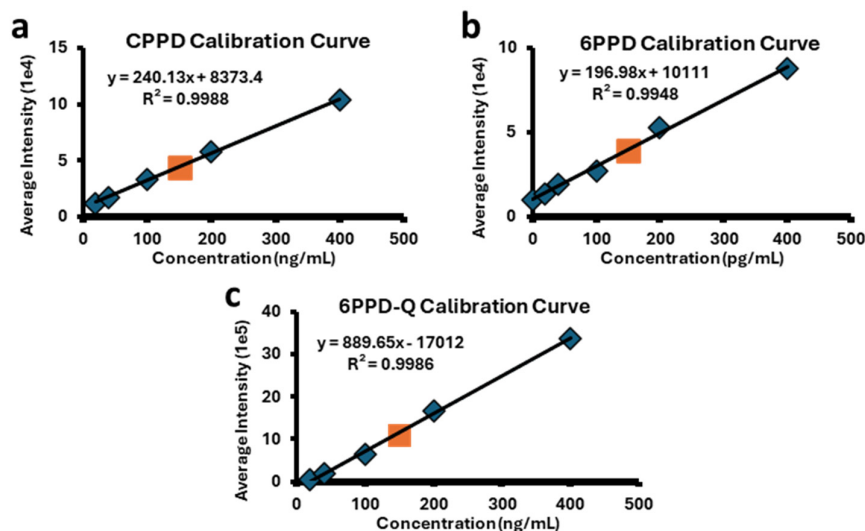 a
CPPD Calibration Curve
y = 240.13x + 8373.4
R² = 0.9988
Average Intensity (1e4)
15
10
5
0
0 100 200 300 400 500
Concentration (ng/mL)
b
6PPD Calibration Curve
y = 196.98x + 10111
R² = 0.9948
Average Intensity (1e4)
10
5
0
0 100 200 300 400 500
Concentration (pg/mL)
c
6PPD-Q Calibration Curve
y = 889.65x - 17012
R² = 0.9986
Average Intensity (1e5)
40
30
20
10
0
0 100 200 300 400 500
Concentration (ng/mL)